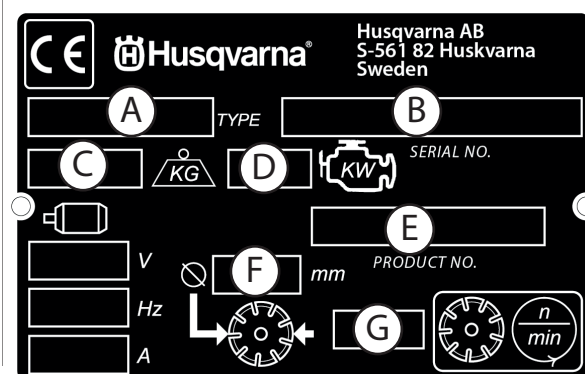 CE Husqvarna®
Husqvarna AB
S-561 82 Huskvarna
Sweden
A TYPE B
SERIAL NO.
C KG D KW
E
PRODUCT NO.
V
F mm
Hz
G
n
min
A